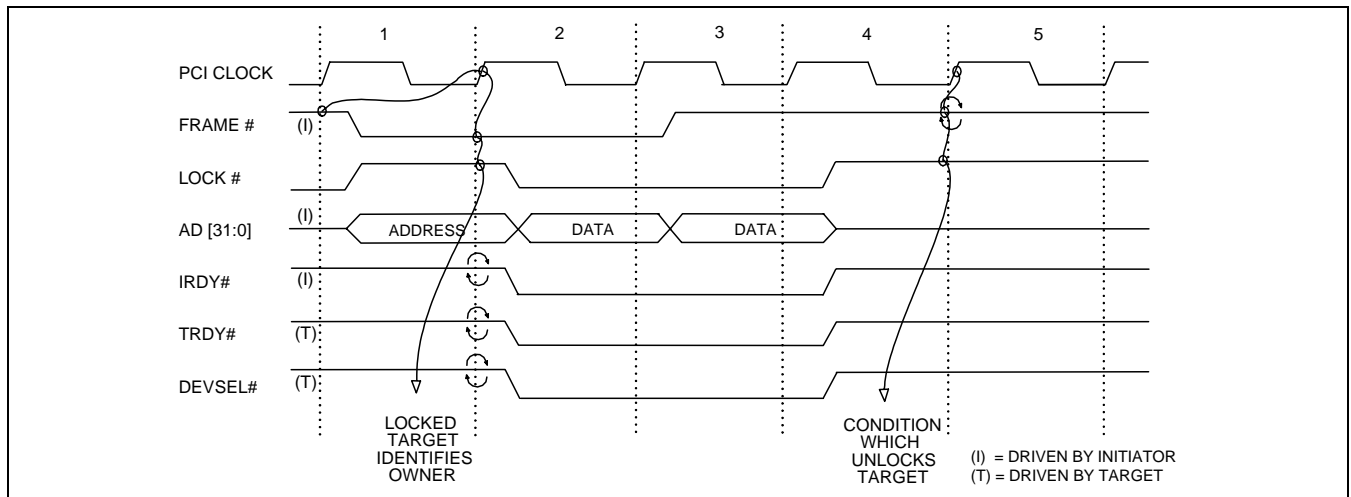 1 2 3 4 5
PCI CLOCK
FRAME # (I)
LOCK #
AD [31:0] (I) ADDRESS DATA DATA
IRDY# (I)
TRDY# (T)
DEVSEL# (T)
LOCKED
TARGET
IDENTIFIES
OWNER
CONDITION
WHICH
UNLOCKS
TARGET
(I) = DRIVEN BY INITIATOR
(T) = DRIVEN BY TARGET